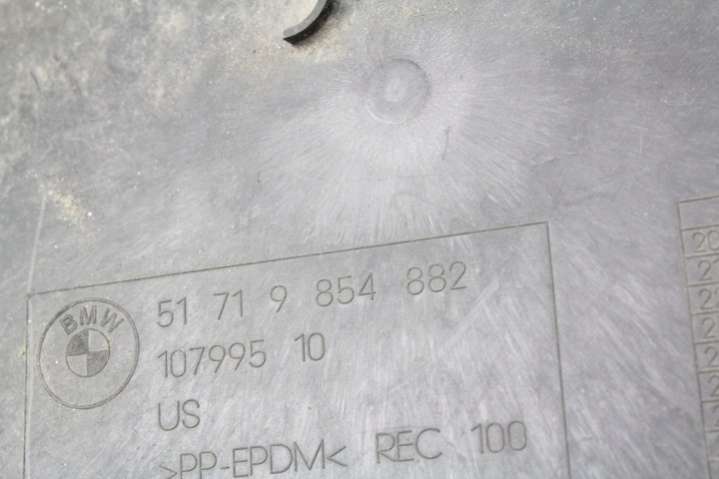 BMW
51 71 9 854 882
107995 10
US
>PP-EPDM< REC 100